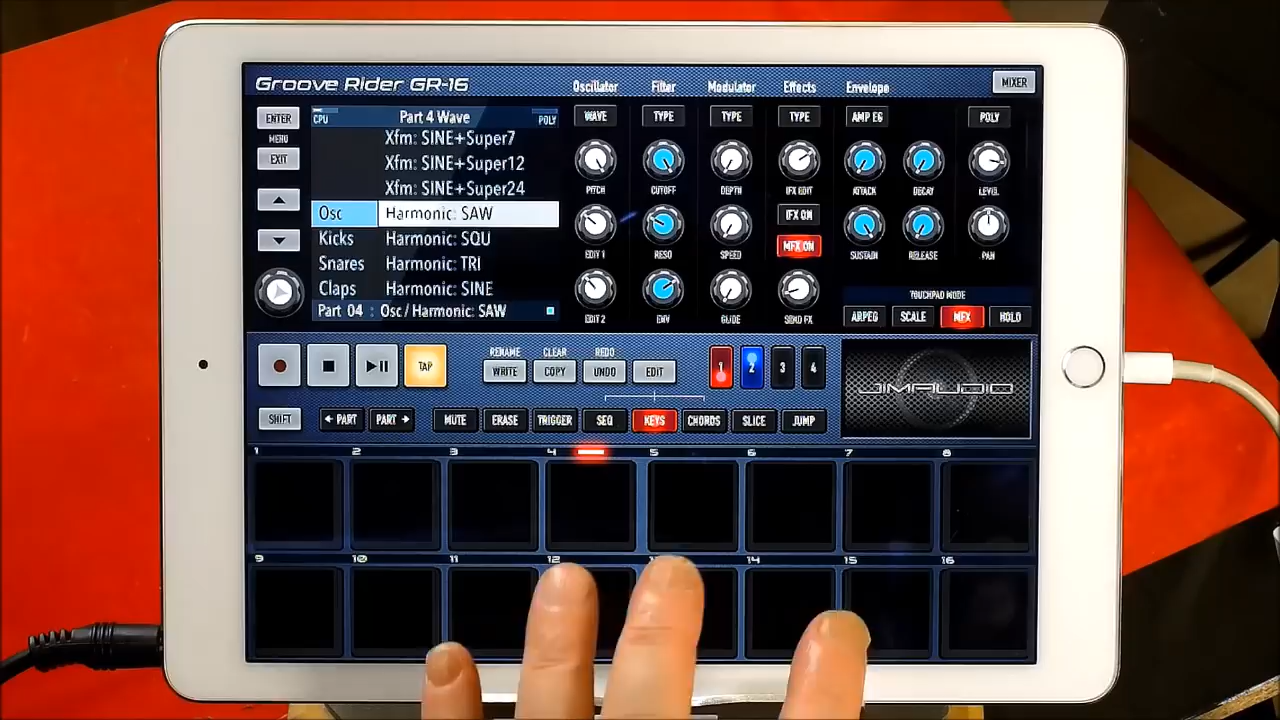 Groove Rider GR-16
Oscillator Filter Modulator Effects Envelope
MIXER
ENTER
MENU
EXIT
CPU Part 4 Wave POLY
Xfm: SINE+Super7
Xfm: SINE+Super12
Xfm: SINE+Super24
Osc Harmonic: SAW
Kicks Harmonic: SQU
Snares Harmonic: TRI
Claps Harmonic: SINE
Part 04 : Osc/Harmonic: SAW
WAVE TYPE TYPE TYPE AMP EG POLY
PITCH CUTOFF DEPTH IFX EDIT ATTACK DECAY LEVEL
IFX ON
MFX ON
EDIT 1 RESO SPEED SUSTAIN RELEASE PAN
EDIT 2 ENV GLIDE SEND FX
TOUCHPAD MODE
ARPEG SCALE MFX HOLD
TAP
RENAME CLEAR REDO
WRITE COPY UNDO EDIT
1 2 3 4
JIMAUDIO
SHIFT
← PART PART →
MUTE ERASE TRIGGER SEQ KEYS CHORDS SLICE JUMP
1 2 3 4 5 6 7 8
9 10 11 12 14 15 16